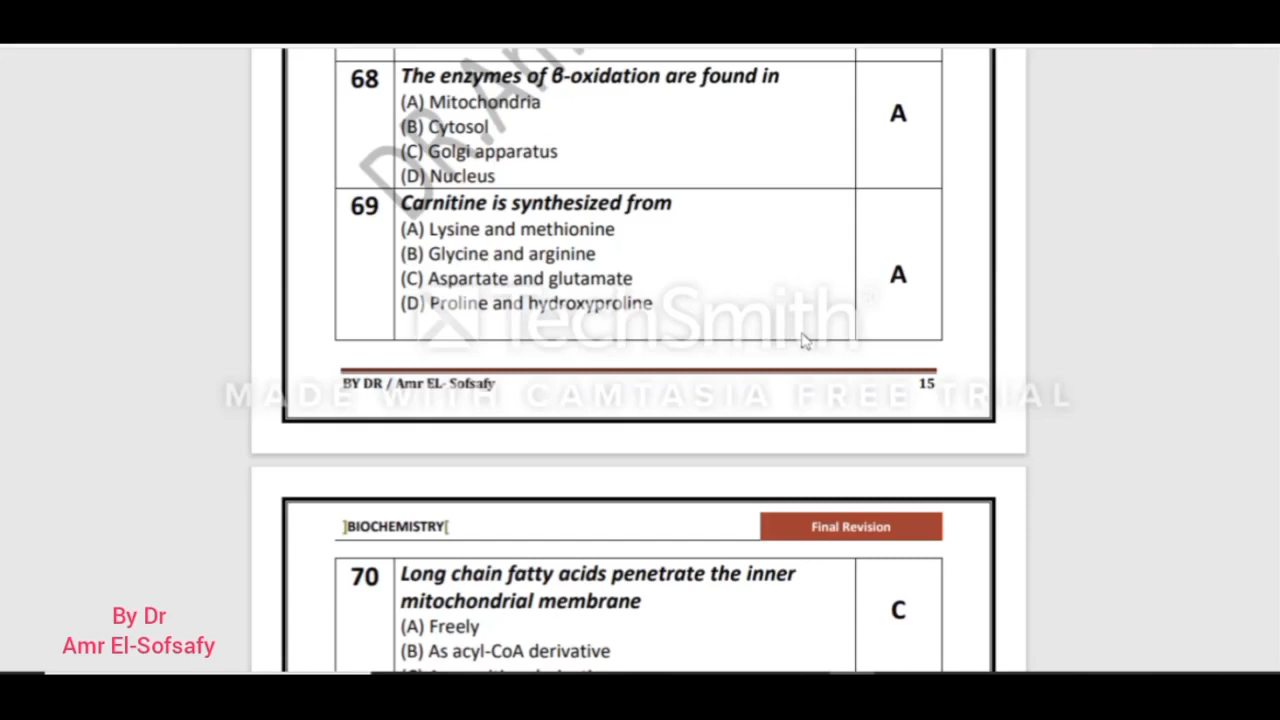 68
The enzymes of β-oxidation are found in
(A) Mitochondria
(B) Cytosol
(C) Golgi apparatus
(D) Nucleus
A
69
Carnitine is synthesized from
(A) Lysine and methionine
(B) Glycine and arginine
(C) Aspartate and glutamate
(D) Proline and hydroxyproline
A
TechSmith
BY DR / Amr EL- Sofsafy
15
MADE WITH CAMTASIA FREE TRIAL
]BIOCHEMISTRY[
Final Revision
70
Long chain fatty acids penetrate the inner
mitochondrial membrane
(A) Freely
(B) As acyl-CoA derivative
C
By Dr
Amr El-Sofsafy
DR.Am